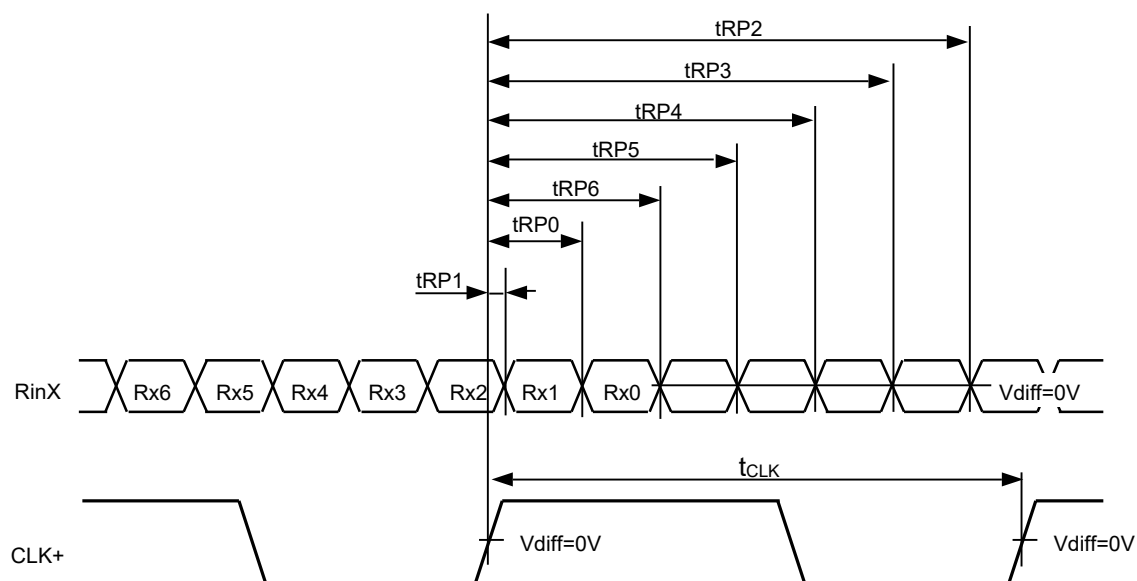 tRP2
tRP3
tRP4
tRP5
tRP6
tRP0
tRP1
RinX Rx6 Rx5 Rx4 Rx3 Rx2 Rx1 Rx0 Vdiff=0V
tCLK
CLK+ Vdiff=0V Vdiff=0V